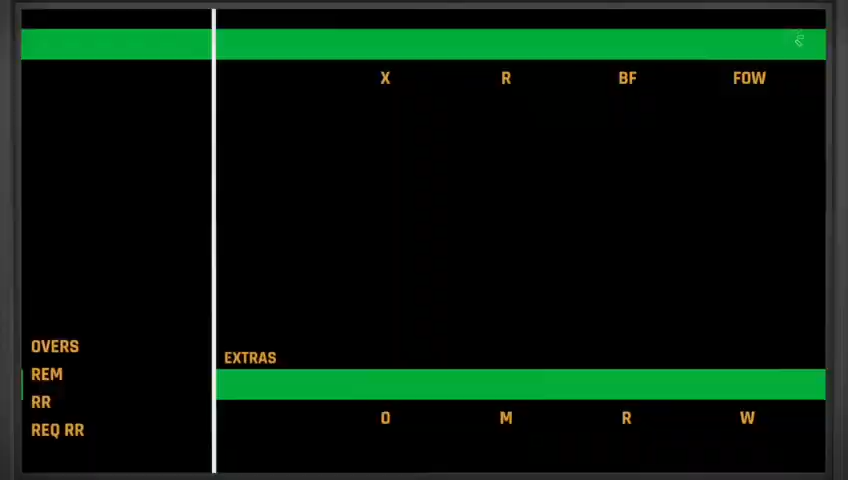 X R BF FOW
OVERS
REM
RR
REQ RR
EXTRAS
O M R W